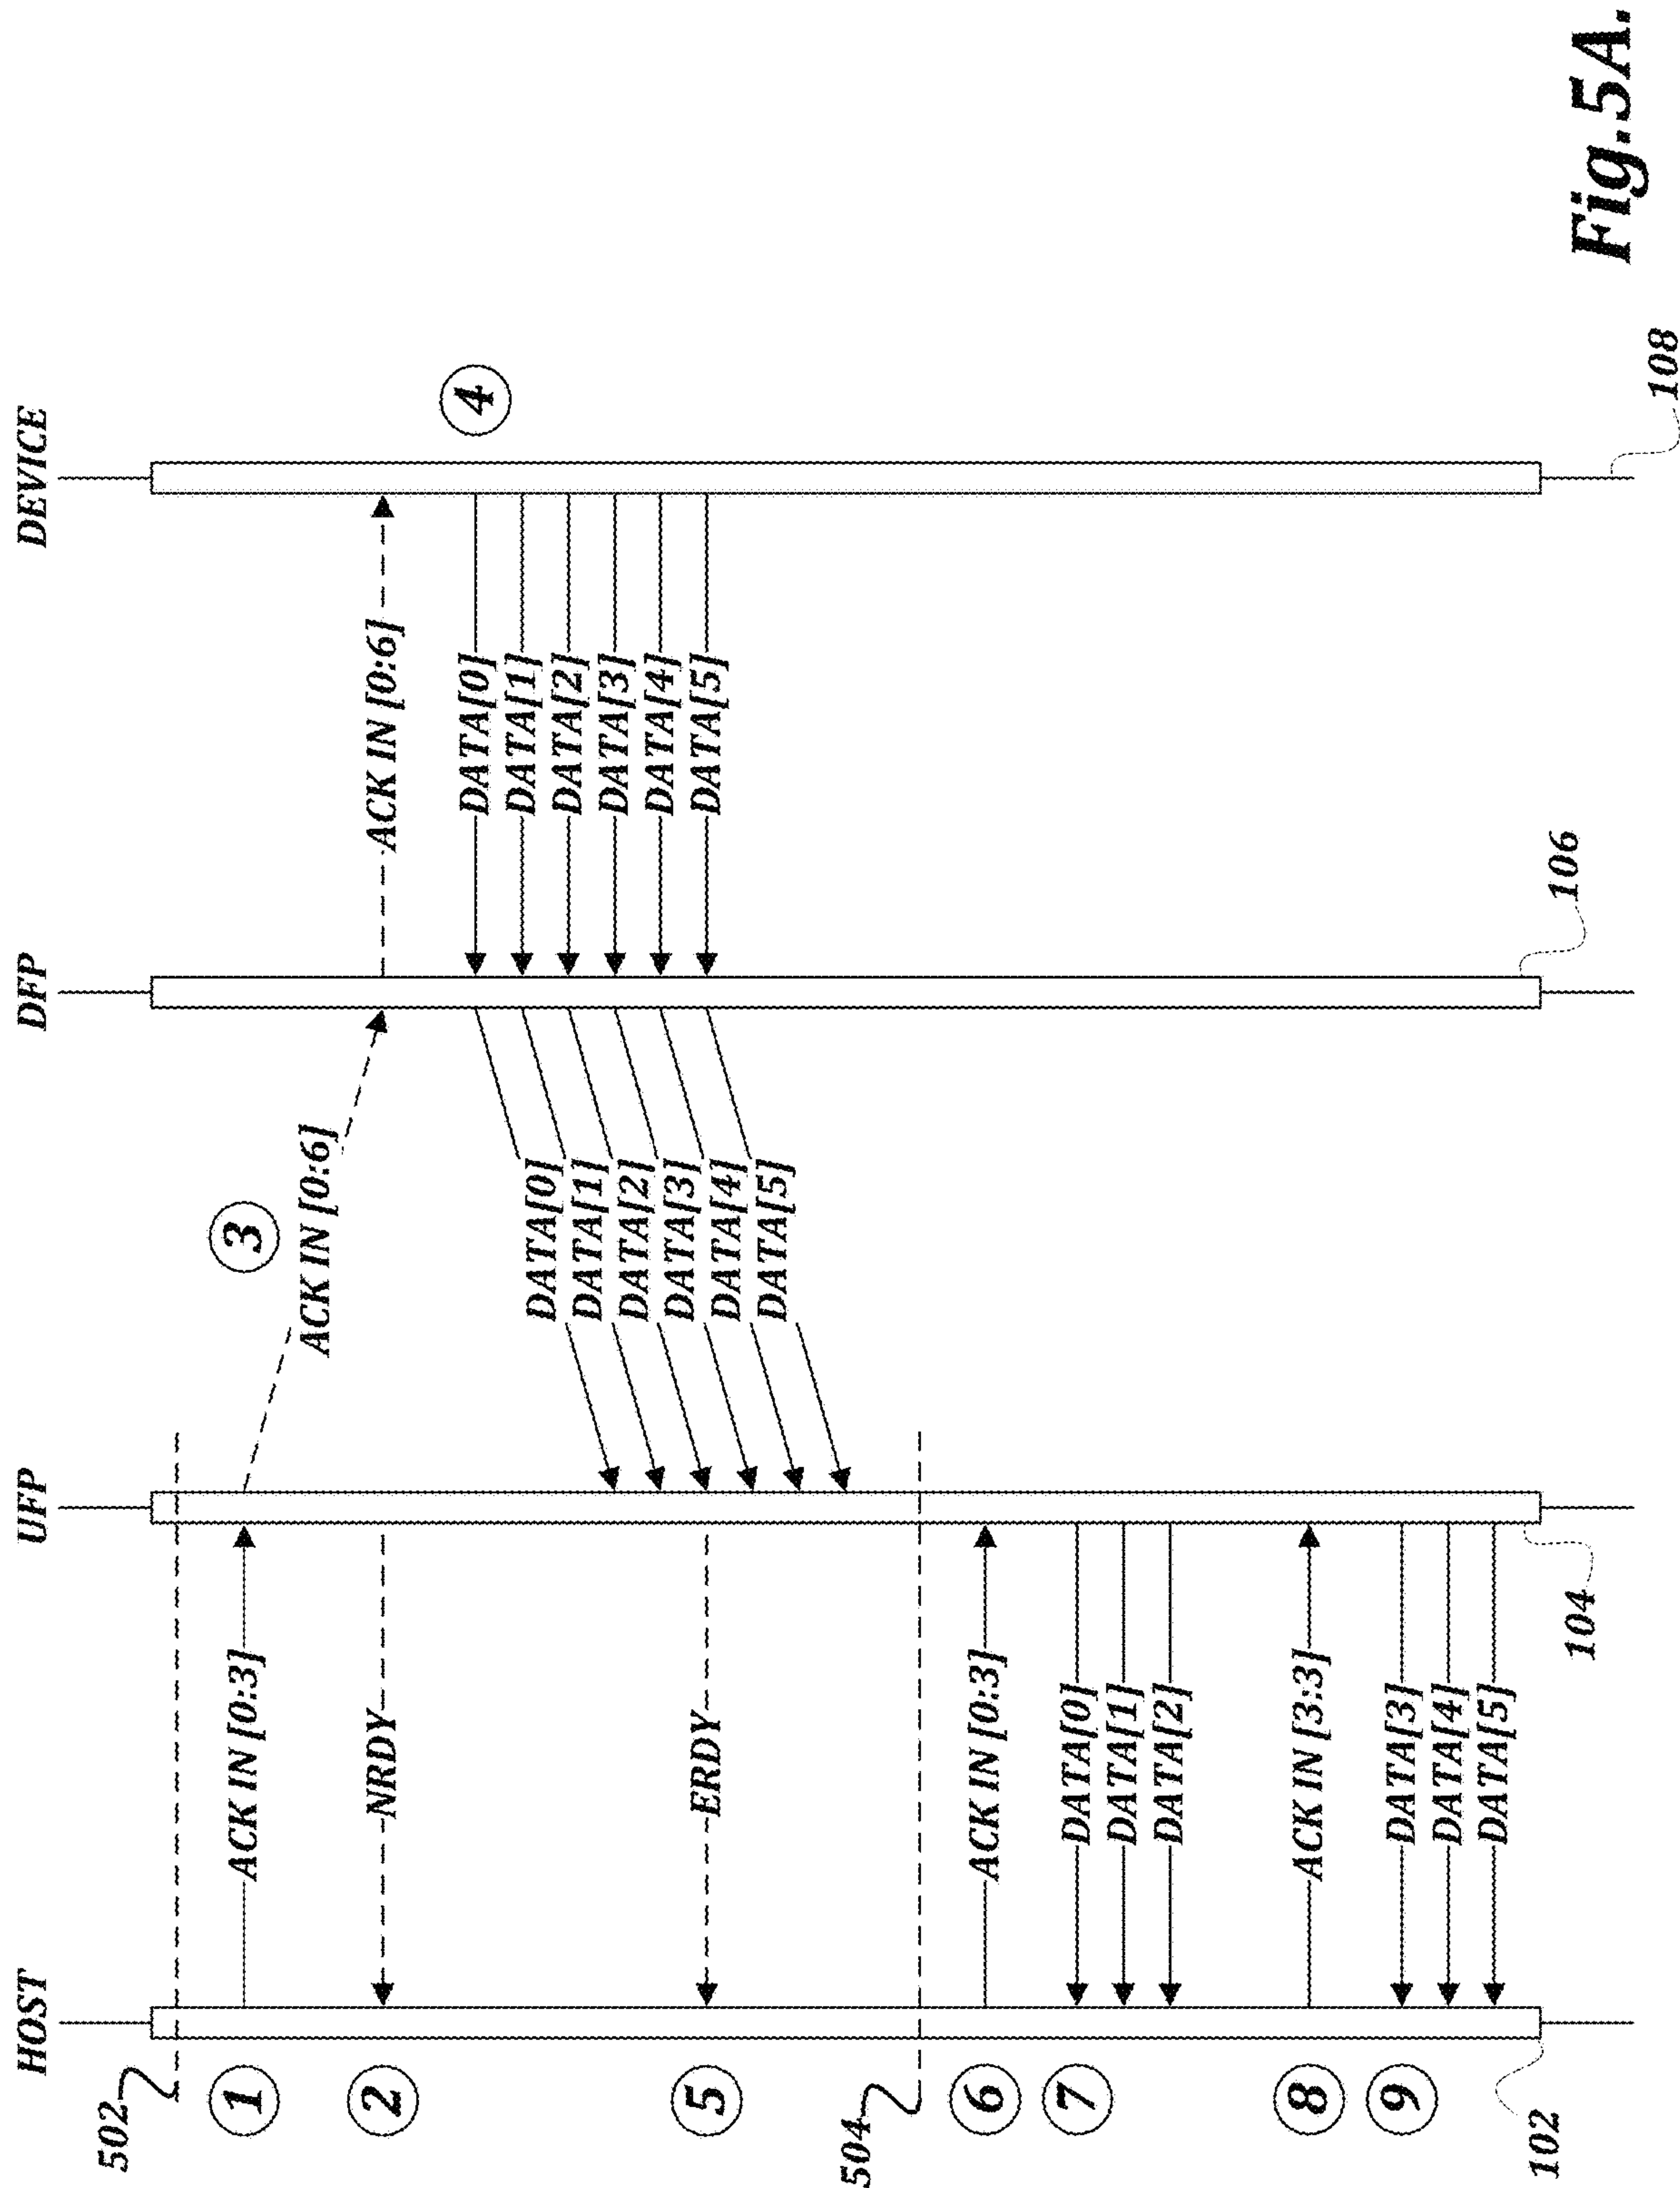 HOST
UFP
DFP
DEVICE
502
1
ACK IN [0:3]
3
ACK IN [0:6]
2
NRDY
ACK IN [0:6]
4
DATA[0]
DATA[1]
DATA[2]
DATA[3]
DATA[4]
DATA[5]
DATA[0]
DATA[1]
DATA[2]
DATA[3]
DATA[4]
DATA[5]
5
ERDY
504
6
ACK IN [0:3]
7
DATA[0]
DATA[1]
DATA[2]
8
ACK IN [3:3]
9
DATA[3]
DATA[4]
DATA[5]
102
104
106
108
Fig.5A.